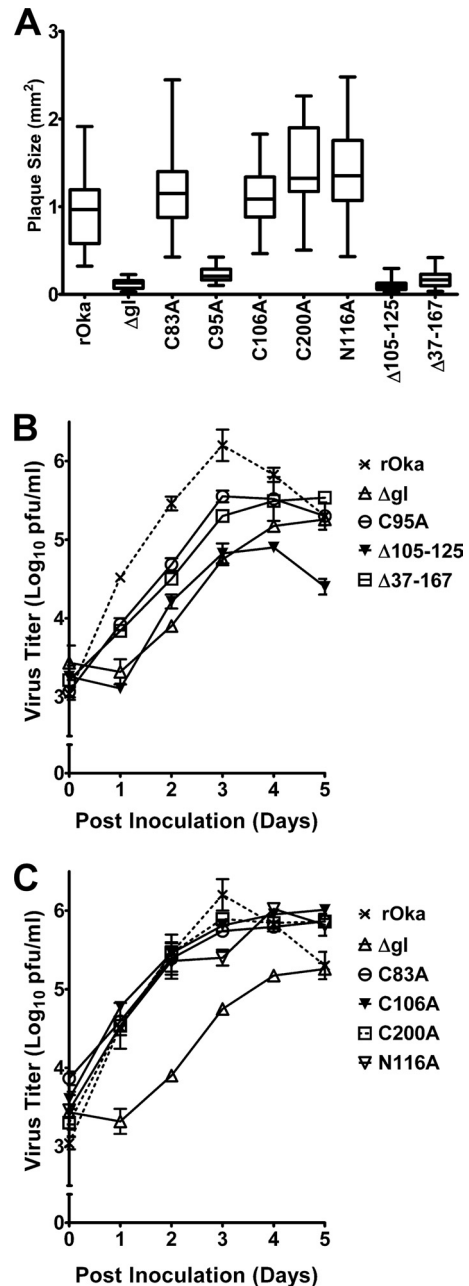 A
Plaque Size (mm²)
3
2
1
0
rOka
ΔgI
C83A
C95A
C106A
C200A
N116A
Δ105-125
Δ37-167
B
Virus Titer (Log₁₀ pfu/ml)
6
5
4
3
0
0 1 2 3 4 5
Post Inoculation (Days)
rOka
ΔgI
C95A
Δ105-125
Δ37-167
C
Virus Titer (Log₁₀ pfu/ml)
6
5
4
3
0
0 1 2 3 4 5
Post Inoculation (Days)
rOka
ΔgI
C83A
C106A
C200A
N116A